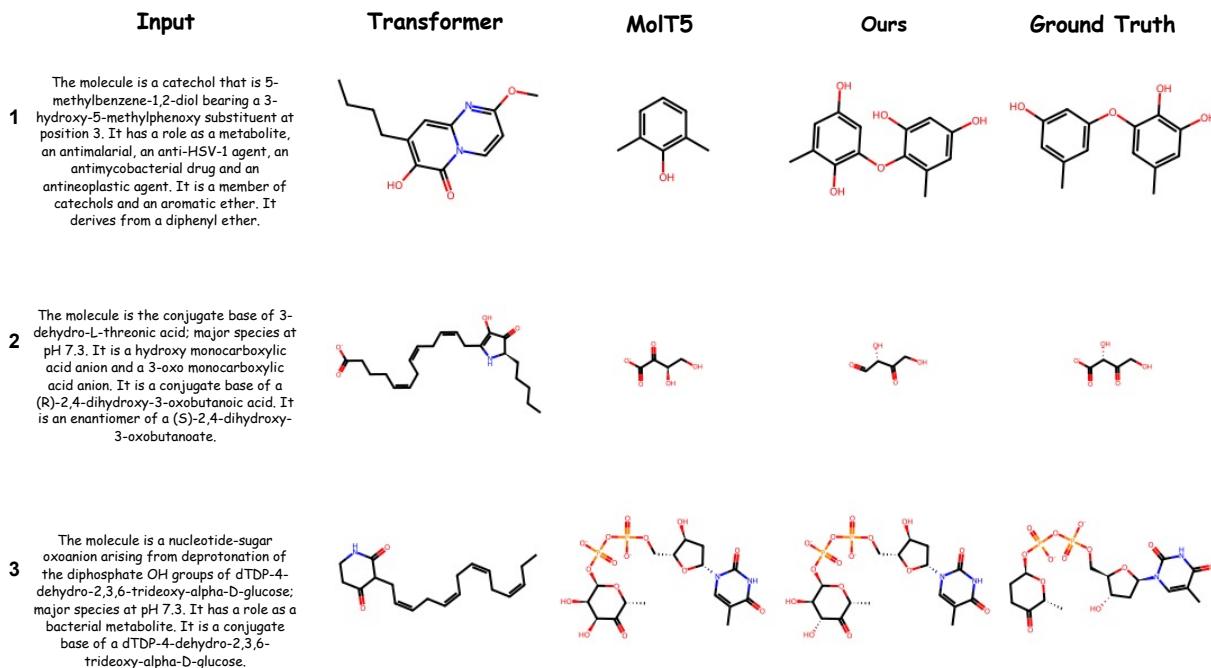 Input Transformer MolT5 Ours Ground Truth
1
The molecule is a catechol that is 5-
methylbenzene-1,2-diol bearing a 3-
hydroxy-5-methylphenoxy substituent at
position 3. It has a role as a metabolite,
an antimalarial, an anti-HSV-1 agent, an
antimycobacterial drug and an
antineoplastic agent. It is a member of
catechols and an aromatic ether. It
derives from a diphenyl ether.
2
The molecule is the conjugate base of 3-
dehydro-L-threonic acid; major species at
pH 7.3. It is a hydroxy monocarboxylic
acid anion and a 3-oxo monocarboxylic
acid anion. It is a conjugate base of a
(R)-2,4-dihydroxy-3-oxobutanoic acid. It
is an enantiomer of a (S)-2,4-dihydroxy-
3-oxobutanoate.
3
The molecule is a nucleotide-sugar
oxoanion arising from deprotonation of
the diphosphate OH groups of dTDP-4-
dehydro-2,3,6-trideoxy-alpha-D-glucose;
major species at pH 7.3. It has a role as a
bacterial metabolite. It is a conjugate
base of a dTDP-4-dehydro-2,3,6-
trideoxy-alpha-D-glucose.